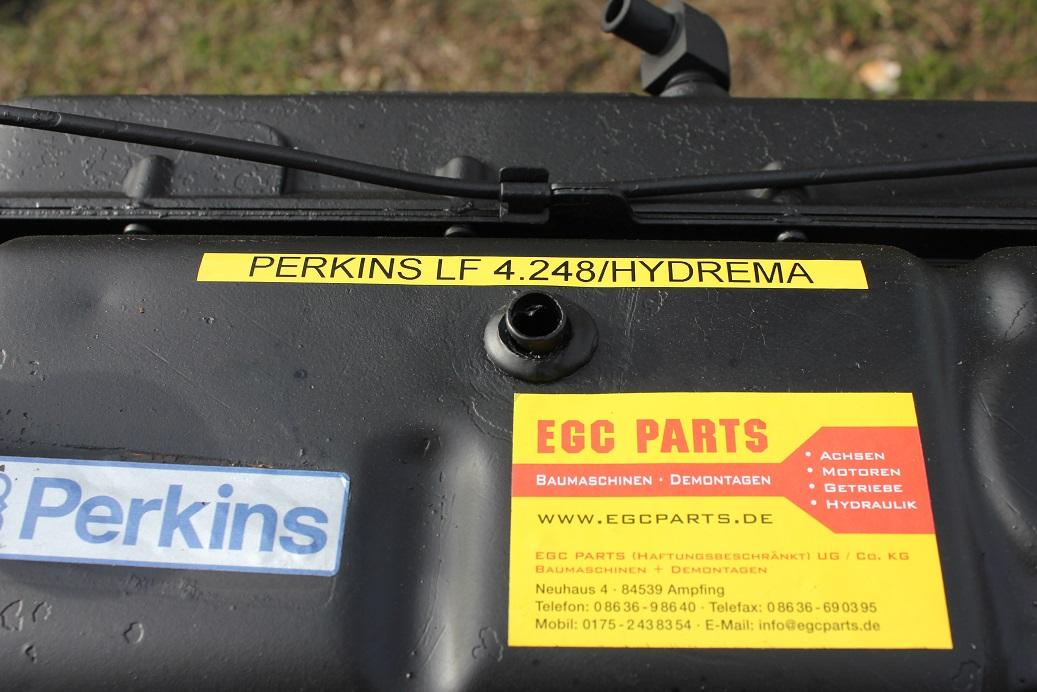 PERKINS LF 4.248/HYDREMA
Perkins
EGC PARTS
BAUMASCHINEN · DEMONTAGEN
• ACHSEN
• MOTOREN
• GETRIEBE
• HYDRAULIK
WWW.EGCPARTS.DE
EGC PARTS (HAFTUNGSBESCHRÄNKT) UG / CO. KG
BAUMASCHINEN + DEMONTAGEN
Neuhaus 4 · 84539 Ampfing
Telefon: 08636-98640 · Telefax: 08636-690395
Mobil: 0175-2438354 · E-Mail: info@egcparts.de